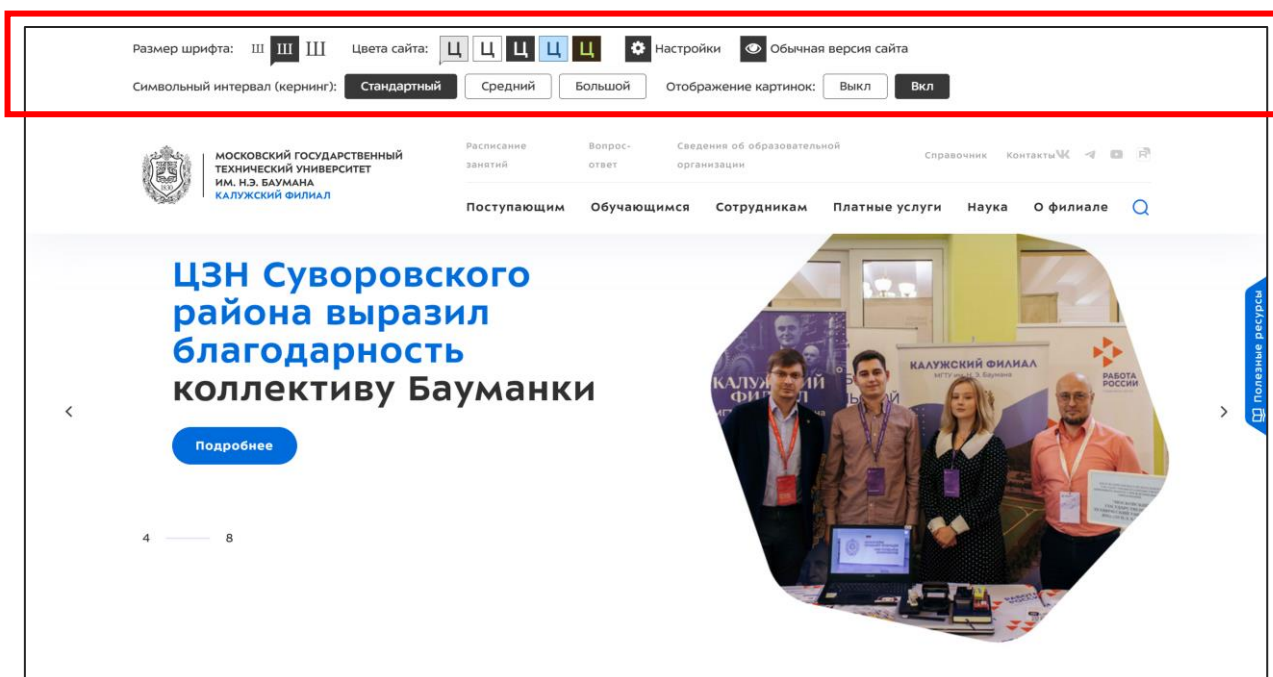 Размер шрифта: Ш Ш Ш Цвета сайта: Ц Ц Ц Ц Ц Настройки Обычная версия сайта
Символьный интервал (кернинг): Стандартный Средний Большой Отображение картинок: Выкл Вкл
МОСКОВСКИЙ ГОСУДАРСТВЕННЫЙ
ТЕХНИЧЕСКИЙ УНИВЕРСИТЕТ
ИМ. Н.Э. БАУМАНА
КАЛУЖСКИЙ ФИЛИАЛ
Расписание занятий
Вопрос-ответ
Сведения об образовательной организации
Справочник Контакты
Поступающим Обучающимся Сотрудникам Платные услуги Наука О филиале
ЦЗН Суворовского
района выразил
благодарность
коллективу Бауманки
Подробнее
4 8
КАЛУЖСКИЙ ФИЛИАЛ
МГТУ им. Н.Э. Баумана
РАБОТА
РОССИИ
Полезные ресурсы